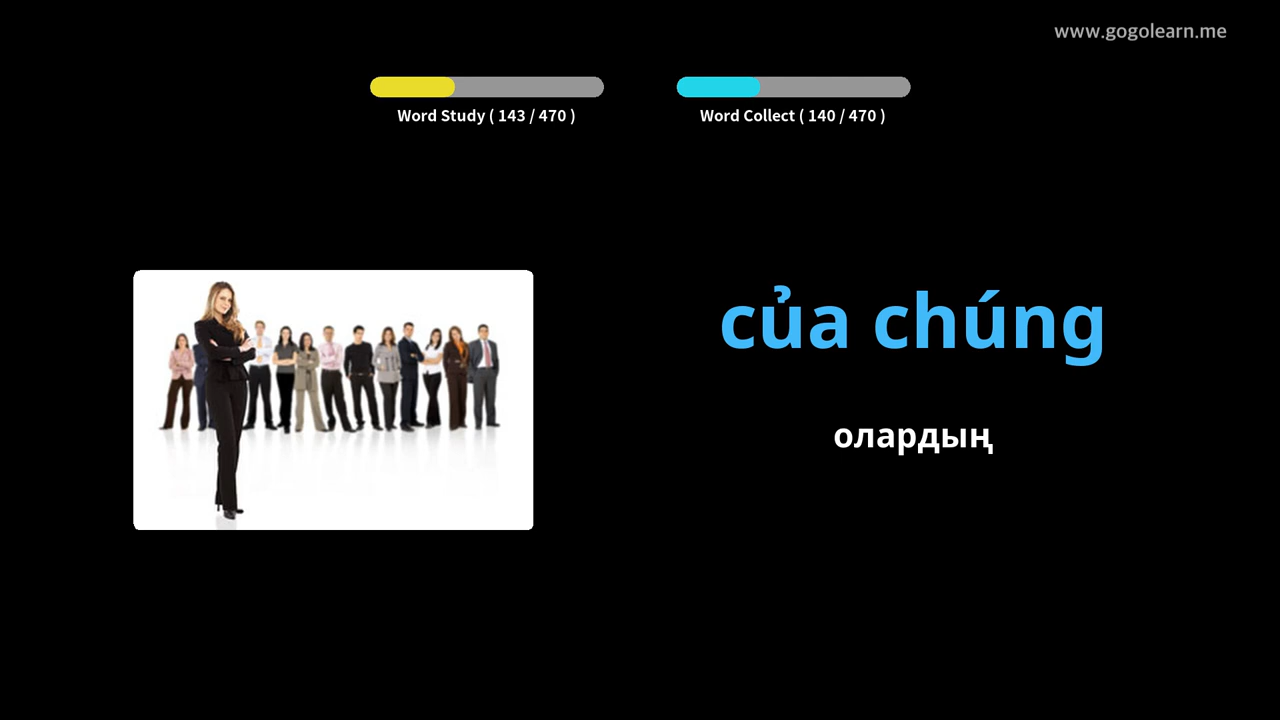 www.gogolearn.me
Word Study ( 143 / 470 )
Word Collect ( 140 / 470 )
của chúng
олардың